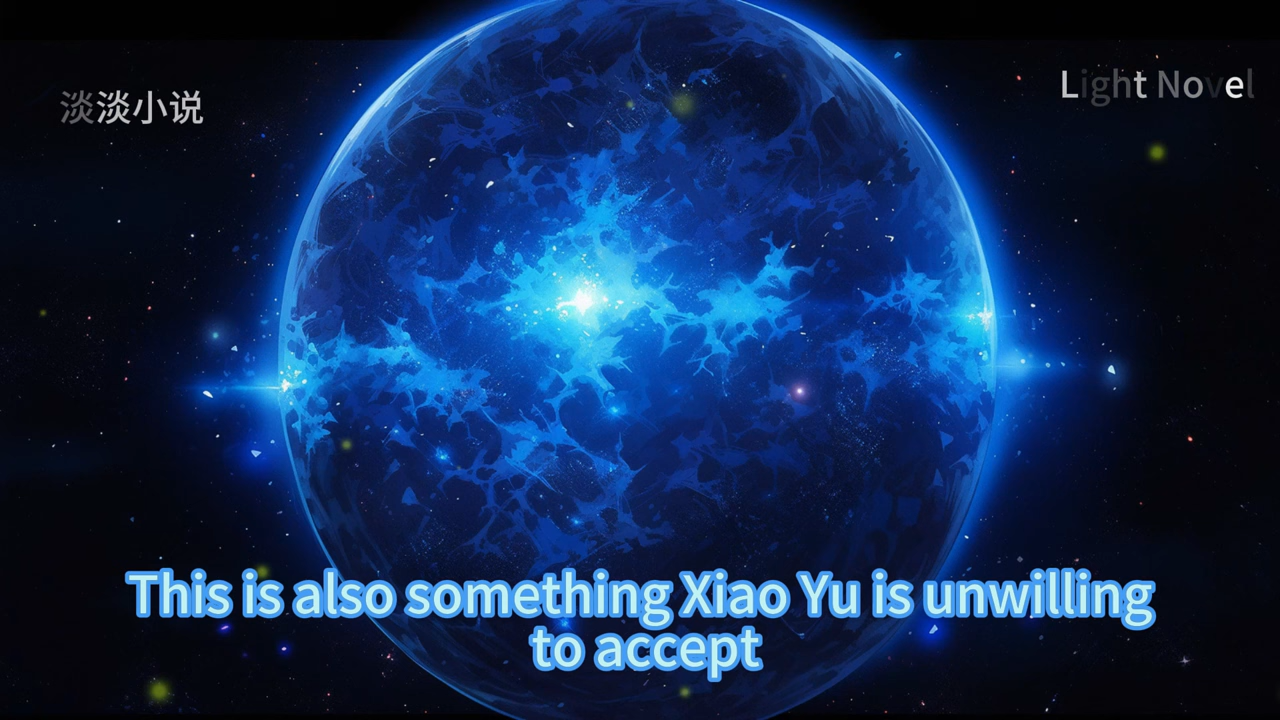 Light Novel
淡淡小说
This is also something Xiao Yu is unwilling
to accept